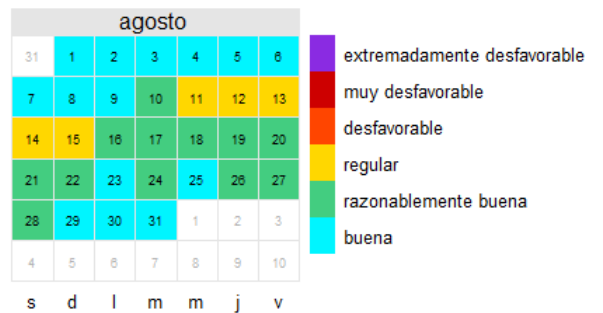 agosto
31 1 2 3 4 5 6
7 8 9 10 11 12 13
14 15 16 17 18 19 20
21 22 23 24 25 26 27
28 29 30 31 1 2 3
4 5 6 7 8 9 10
s d l m m j v
extremadamente desfavorable
muy desfavorable
desfavorable
regular
razonablemente buena
buena